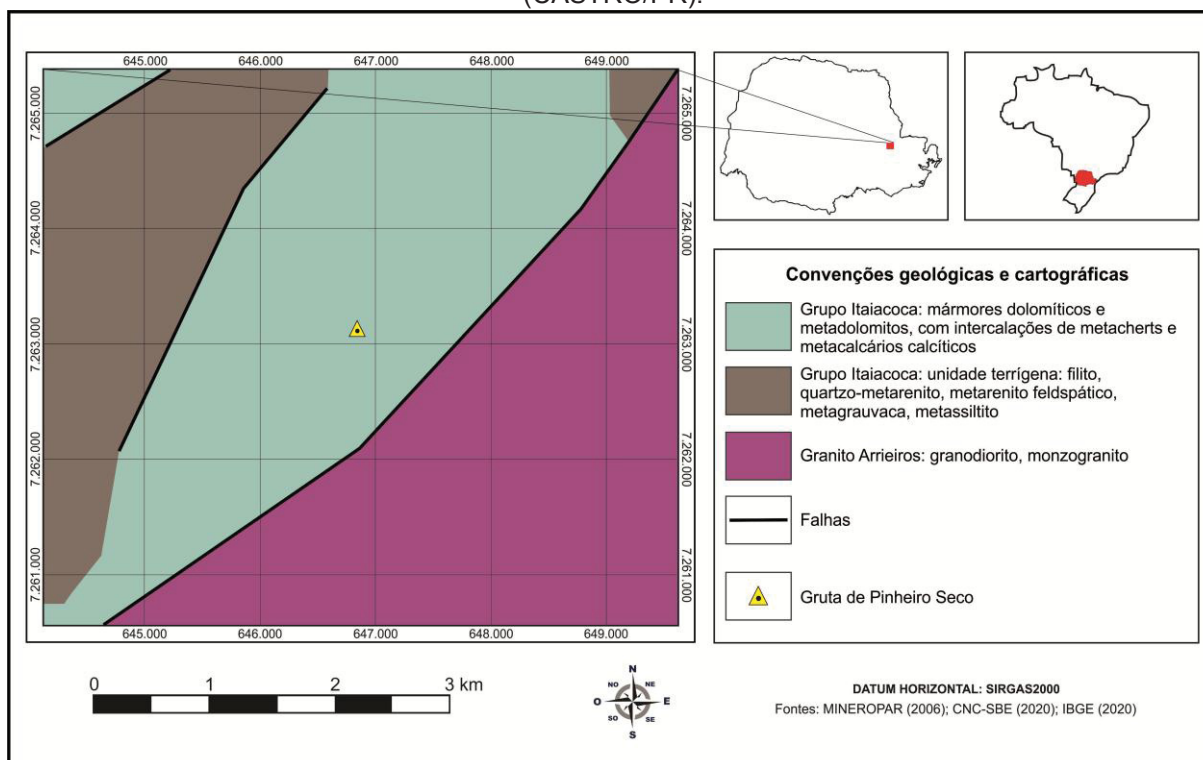 (CASTRO/PR).
645.000 646.000 647.000 648.000 649.000
7.265.000
7.264.000
7.263.000
7.262.000
7.261.000
7.265.000
7.264.000
7.263.000
7.262.000
7.261.000
645.000 646.000 647.000 648.000 649.000
Convenções geológicas e cartográficas
Grupo Itaiacoca: mármores dolomíticos e
metadolomitos, com intercalações de metacherts e
metacalcários calcíticos
Grupo Itaiacoca: unidade terrígena: filito,
quartzo-metarenito, metarenito feldspático,
metagrauvaca, metassiltito
Granito Arrieiros: granodiorito, monzogranito
Falhas
Gruta de Pinheiro Seco
0 1 2 3 km
N
NO NE
O E
SO SE
S
DATUM HORIZONTAL: SIRGAS2000
Fontes: MINEROPAR (2006); CNC-SBE (2020); IBGE (2020)